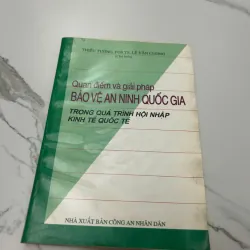 THIẾU TƯỚNG, PGS.TS. LÊ VĂN CƯƠNG
Quan điểm và giải pháp
BẢO VỆ AN NINH QUỐC GIA
TRONG QUÁ TRÌNH HỘI NHẬP
KINH TẾ QUỐC TẾ
NHÀ XUẤT BẢN CÔNG AN NHÂN DÂN